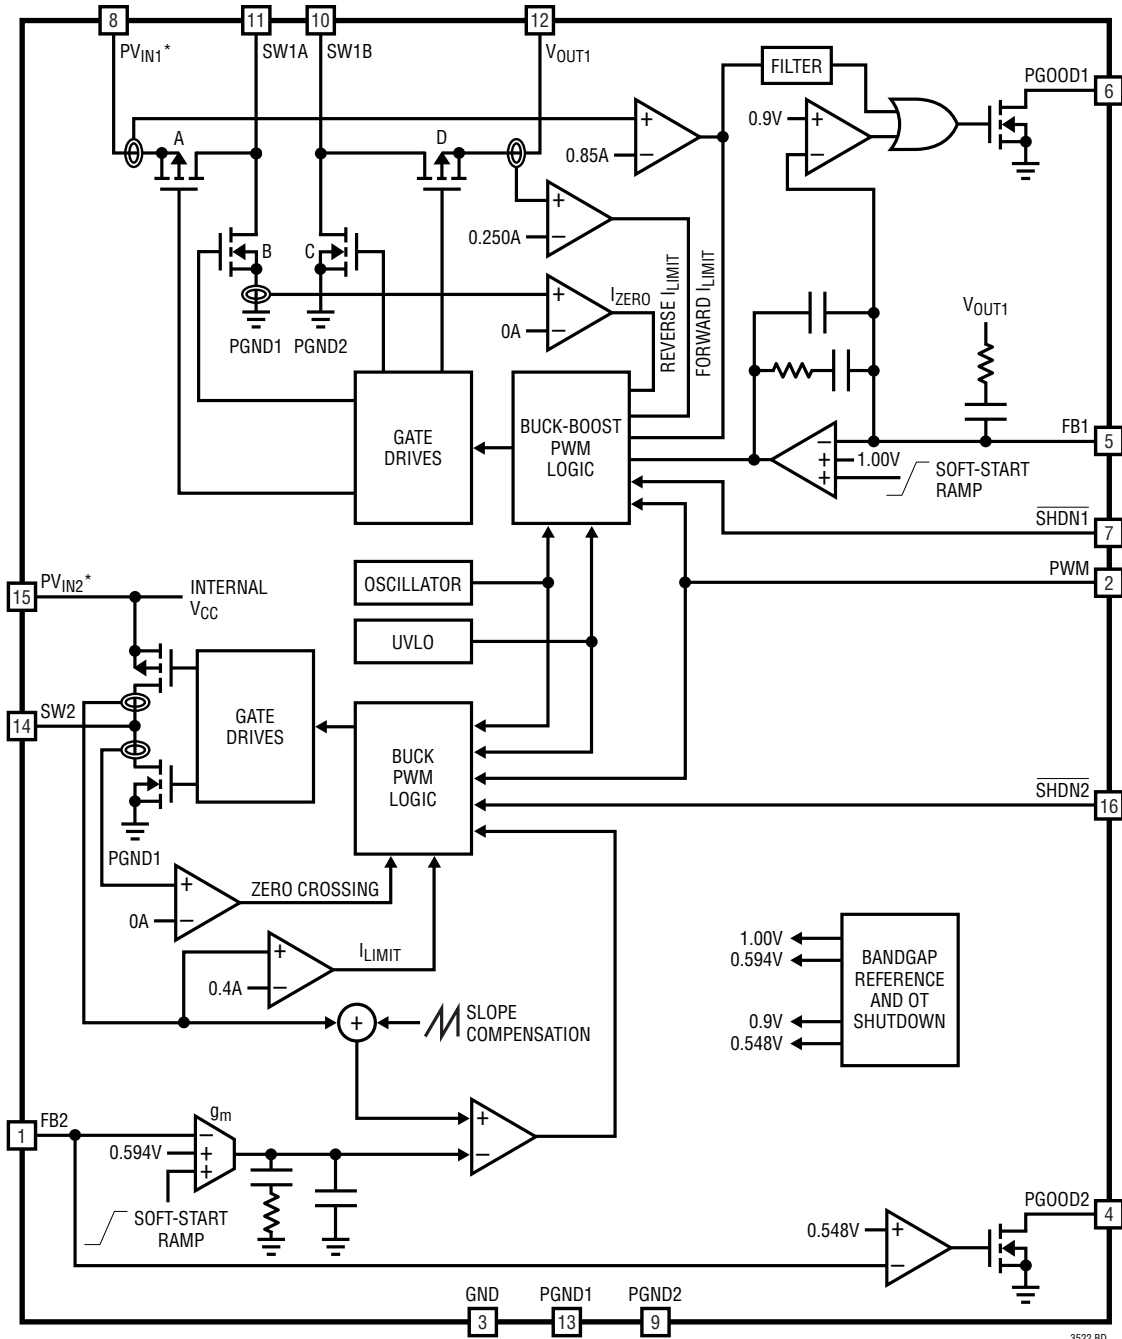 8 11 10 12
PVIN1* SW1A SW1B VOUT1
FILTER
PGOOD1
6
0.9V
+
−
A
D
+
0.85A
−
+
0.250A
−
B
C
+
IZERO
0A
−
REVERSE ILIMIT
FORWARD ILIMIT
PGND1 PGND2
VOUT1
GATE
DRIVES
BUCK-BOOST
PWM
LOGIC
−
+
+
1.00V
SOFT-START
RAMP
FB1
5
SHDN1
7
PWM
2
OSCILLATOR
UVLO
15
PVIN2*
INTERNAL
VCC
14
SW2
GATE
DRIVES
BUCK
PWM
LOGIC
SHDN2
16
PGND1
+
0A
−
ZERO CROSSING
+
0.4A
−
ILIMIT
+
SLOPE
COMPENSATION
1.00V
0.594V
0.9V
0.548V
BANDGAP
REFERENCE
AND OT
SHUTDOWN
1
FB2
gm
−
0.594V
+
+
SOFT-START
RAMP
+
−
0.548V
+
−
PGOOD2
4
GND PGND1 PGND2
3 13 9
3522 BD